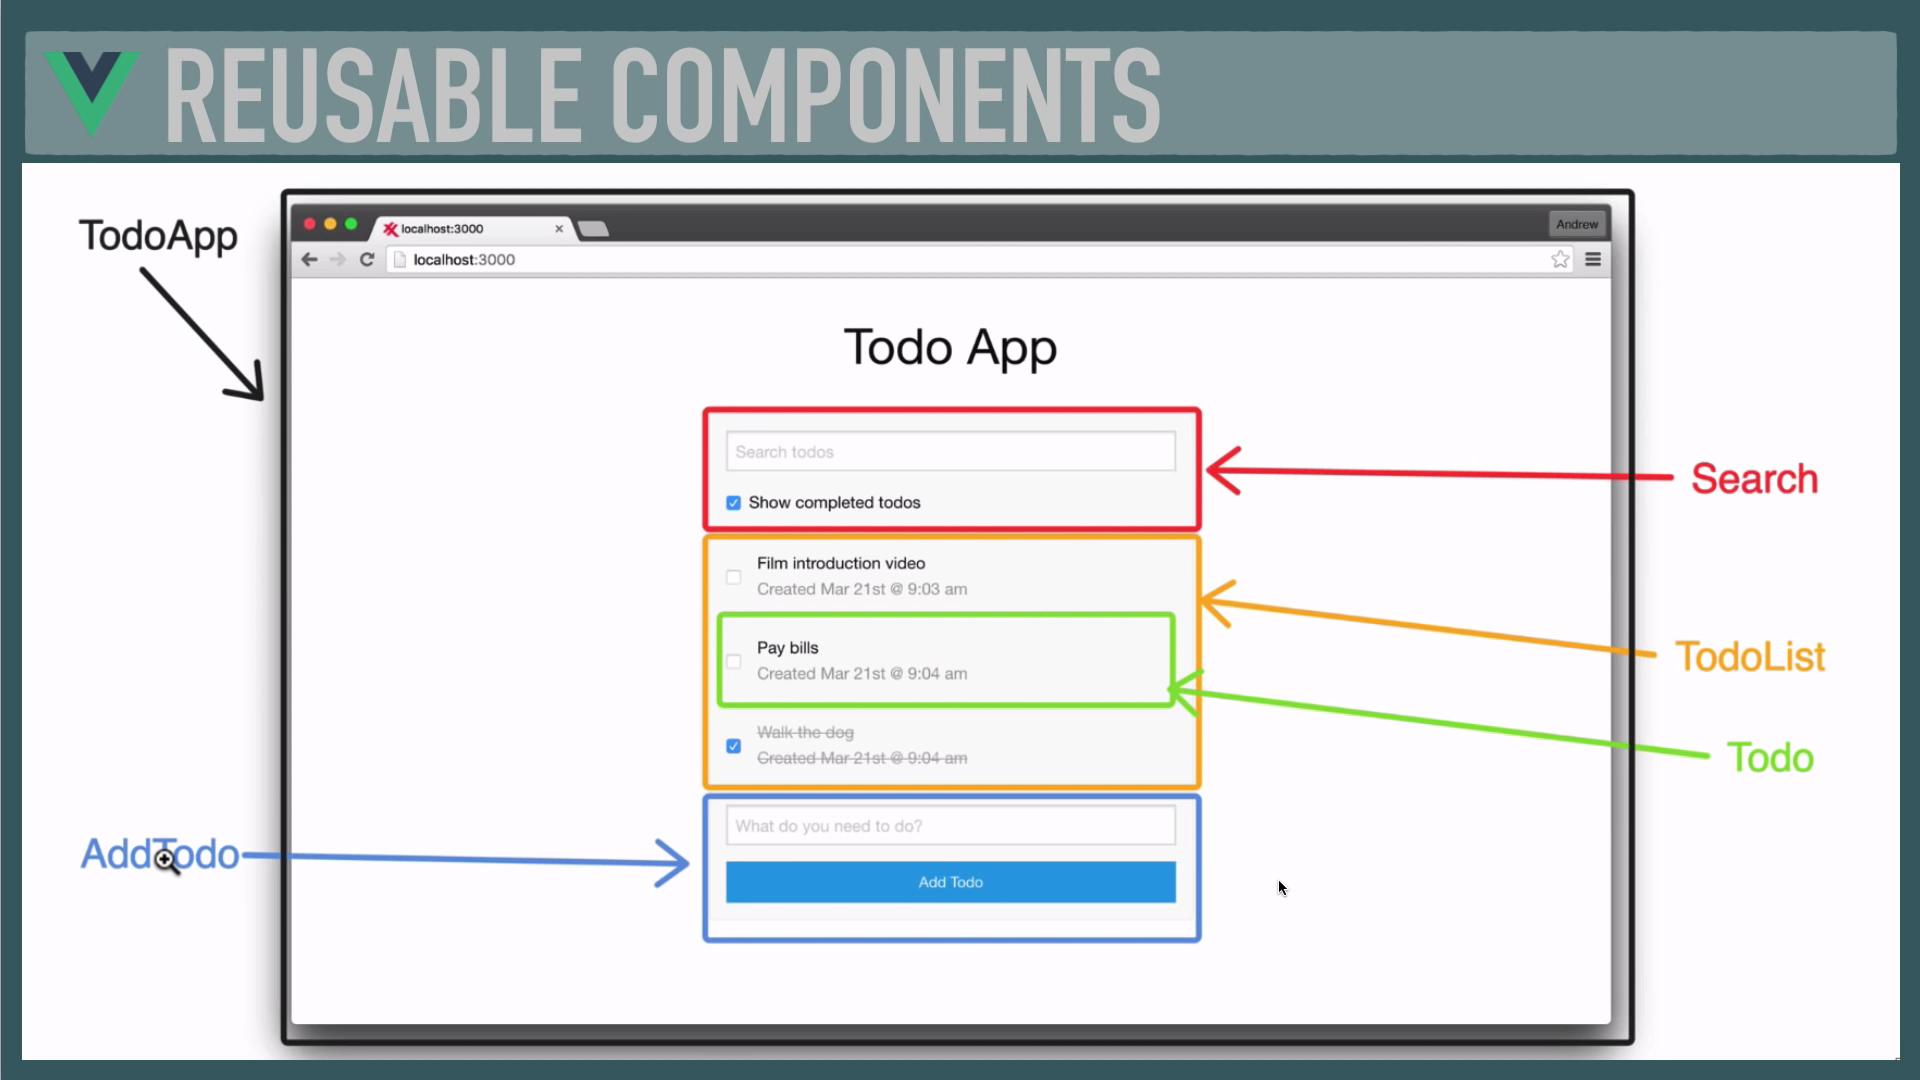 REUSABLE COMPONENTS
TodoApp
localhost:3000
Andrew
localhost:3000
Todo App
Search todos
Show completed todos
Search
Film introduction video
Created Mar 21st @ 9:03 am
TodoList
Pay bills
Created Mar 21st @ 9:04 am
Todo
Walk the dog
Created Mar 21st @ 9:04 am
AddTodo
What do you need to do?
Add Todo